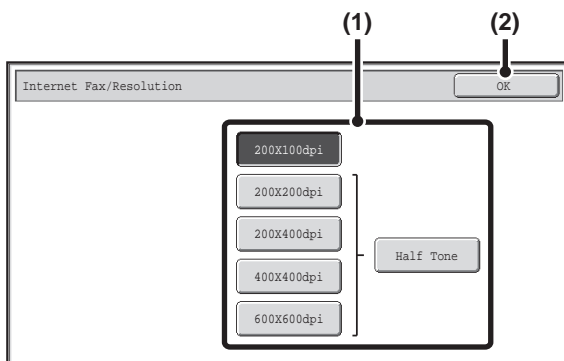 (1) (2)
Internet Fax/Resolution OK
200X100dpi
200X200dpi
200X400dpi
Half Tone
400X400dpi
600X600dpi